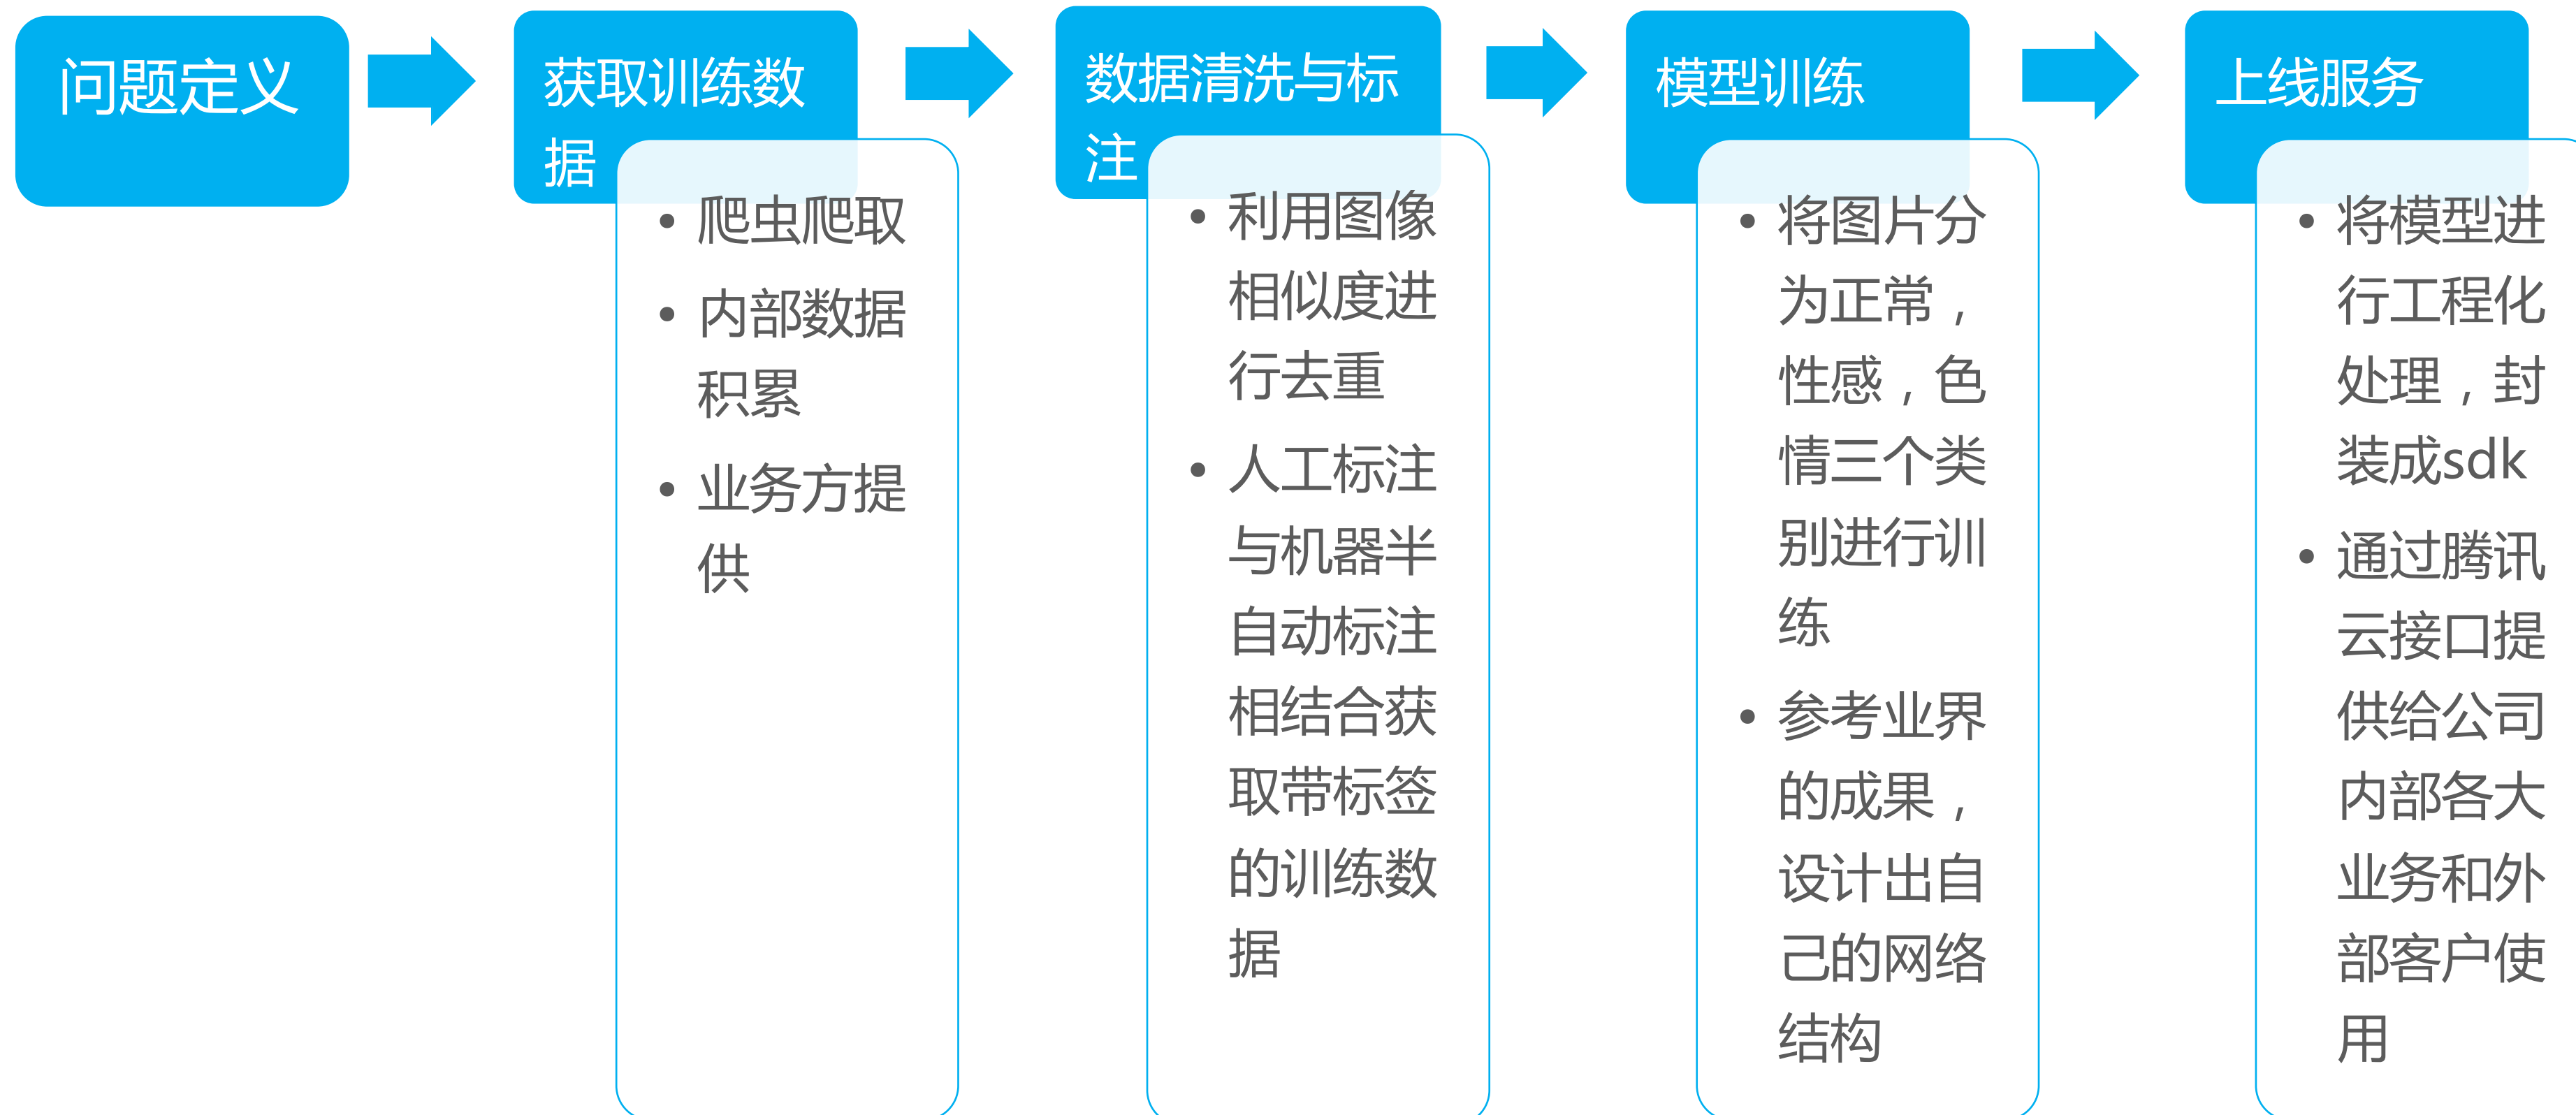 问题定义
获取训练数
据
• 爬虫爬取
• 内部数据
积累
• 业务方提
供
数据清洗与标
注
• 利用图像
相似度进
行去重
• 人工标注
与机器半
自动标注
相结合获
取带标签
的训练数
据
模型训练
• 将图片分
为正常，
性感，色
情三个类
别进行训
练
• 参考业界
的成果，
设计出自
己的网络
结构
上线服务
• 将模型进
行工程化
处理，封
装成sdk
• 通过腾讯
云接口提
供给公司
内部各大
业务和外
部客户使
用